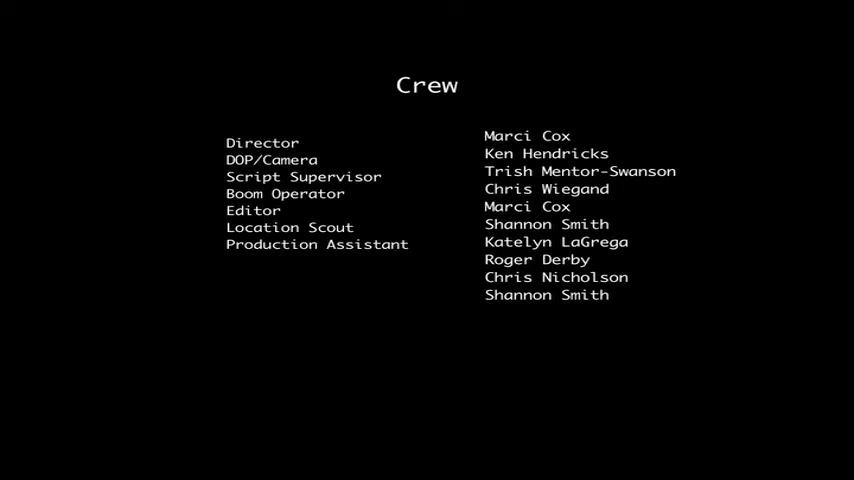 Crew
Director
DOP/Camera
Script Supervisor
Boom Operator
Editor
Location Scout
Production Assistant
Marci Cox
Ken Hendricks
Trish Mentor-Swanson
Chris Wiegand
Marci Cox
Shannon Smith
Katelyn LaGrega
Roger Derby
Chris Nicholson
Shannon Smith